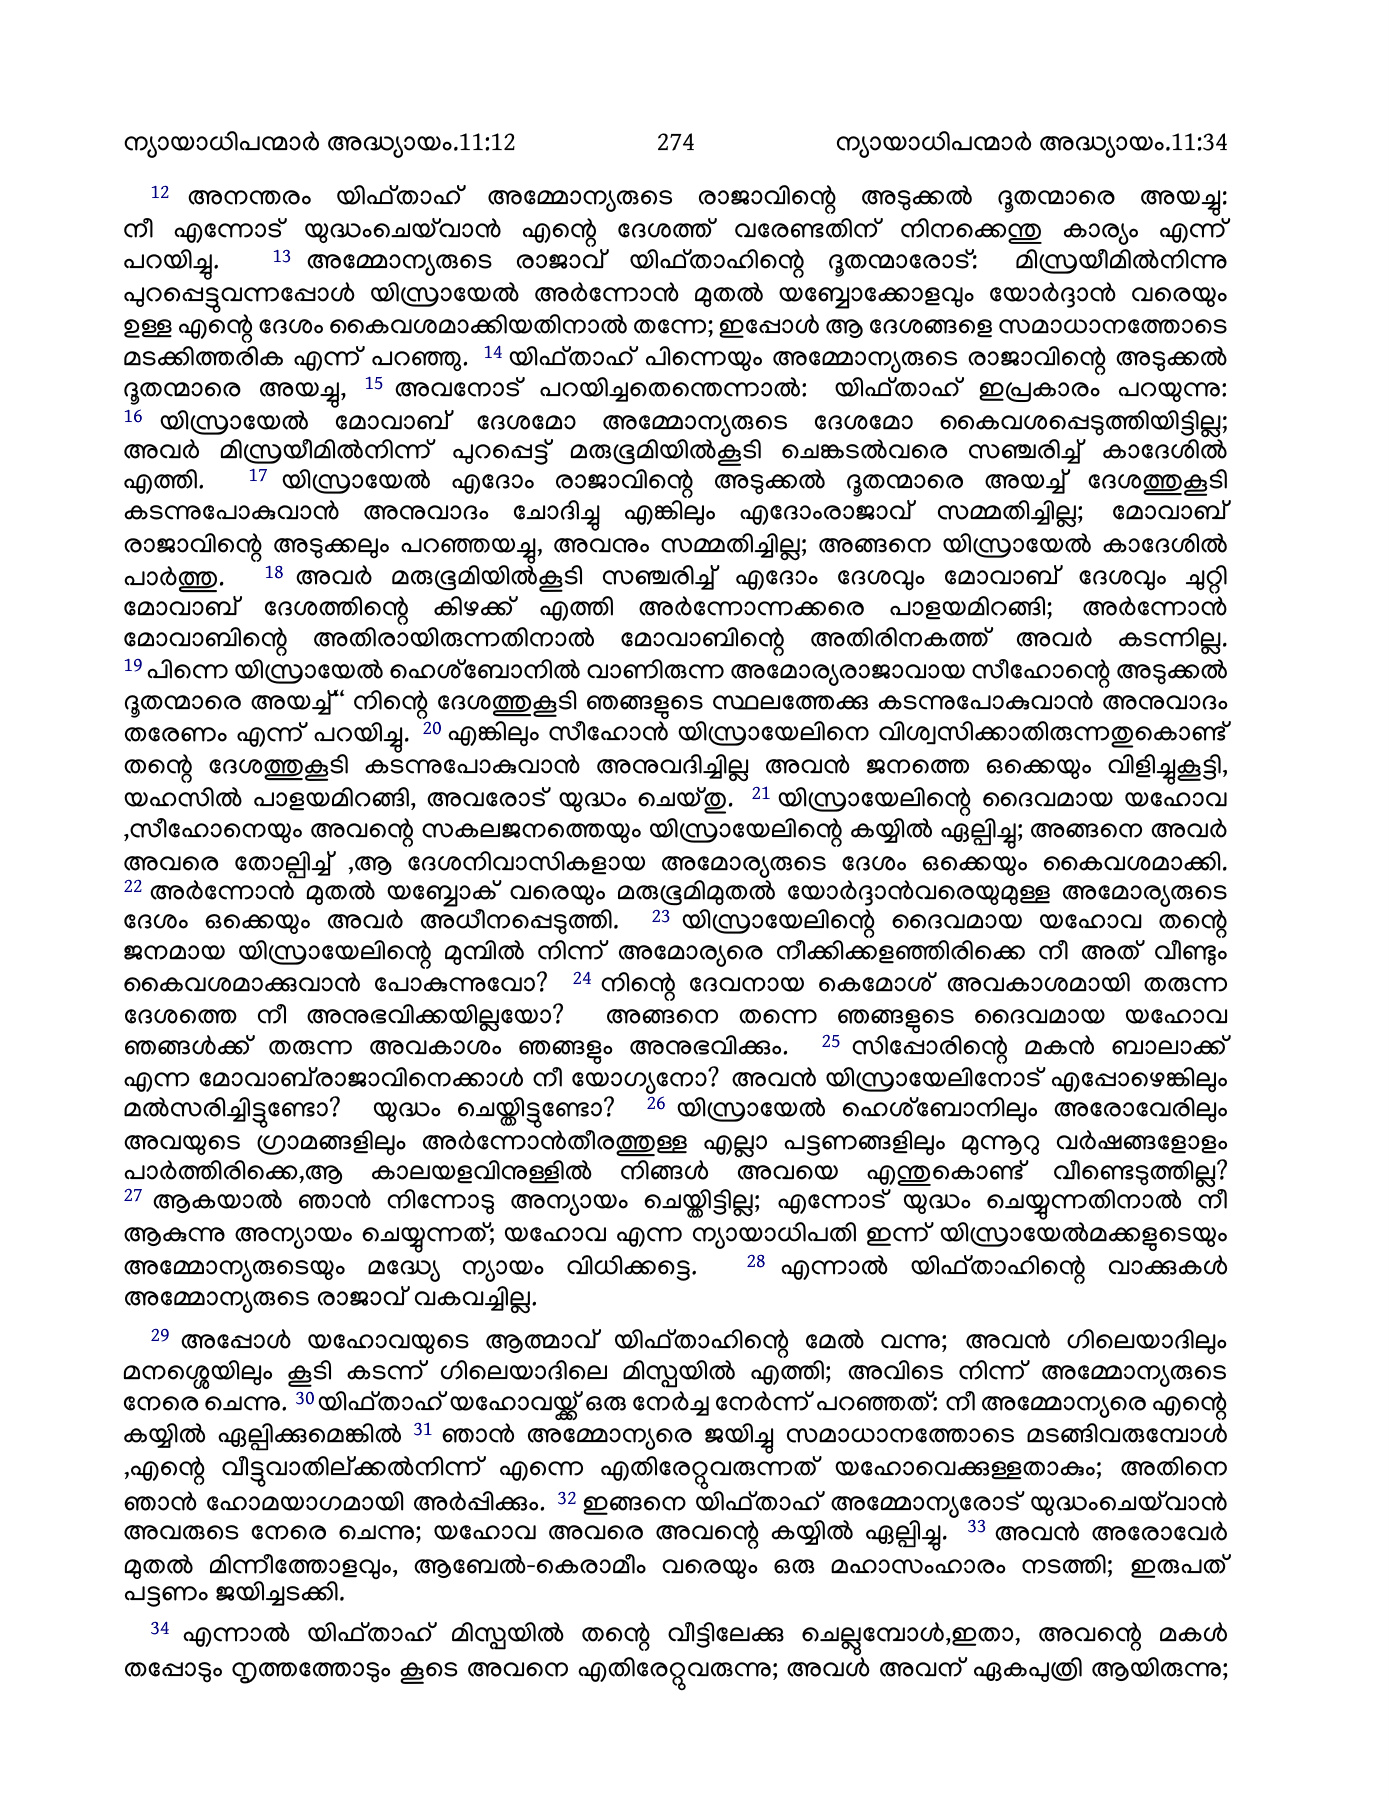 ന്യായാധിപന്മാർ അദ്ധ്യായം.11:12 274 ന്യായാധിപന്മാർ അദ്ധ്യായം.11:34
12 അനന്തരം യിഫ്താഹ് അമ്മോന്യരുടെ രാജാവിന്റെ അടുക്കൽ ദൂതന്മാരെ അയച്ചു:
നീ എന്നോട് യുദ്ധംചെയ്‌വാൻ എന്റെ ദേശത്ത് വരേണ്ടതിന് നിനക്കെന്തു കാര്യം എന്ന്
പറയിച്ചു. 13 അമ്മോന്യരുടെ രാജാവ് യിഫ്താഹിന്റെ ദൂതന്മാരോട്: മിസ്രയീമിൽനിന്നു
പുറപ്പെട്ടുവന്നപ്പോൾ യിസ്രായേൽ അർന്നോൻ മുതൽ യബ്ബോക്കോളവും യോർദ്ദാൻ വരെയും
ഉള്ള എന്റെ ദേശം കൈവശമാക്കിയതിനാൽ തന്നേ; ഇപ്പോൾ ആ ദേശങ്ങളെ സമാധാനത്തോടെ
മടക്കിത്തരിക എന്ന് പറഞ്ഞു. 14 യിഫ്താഹ് പിന്നെയും അമ്മോന്യരുടെ രാജാവിന്റെ അടുക്കൽ
ദൂതന്മാരെ അയച്ചു, 15 അവനോട് പറയിച്ചതെന്തെന്നാൽ: യിഫ്താഹ് ഇപ്രകാരം പറയുന്നു:
16 യിസ്രായേൽ മോവാബ് ദേശമോ അമ്മോന്യരുടെ ദേശമോ കൈവശപ്പെടുത്തിയിട്ടില്ല;
അവർ മിസ്രയീമിൽനിന്ന് പുറപ്പെട്ട് മരുഭൂമിയിൽകൂടി ചെങ്കടൽവരെ സഞ്ചരിച്ച് കാദേശിൽ
എത്തി. 17 യിസ്രായേൽ എദോം രാജാവിന്റെ അടുക്കൽ ദൂതന്മാരെ അയച്ച് ദേശത്തുകൂടി
കടന്നുപോകുവാൻ അനുവാദം ചോദിച്ചു എങ്കിലും എദോംരാജാവ് സമ്മതിച്ചില്ല; മോവാബ്
രാജാവിന്റെ അടുക്കലും പറഞ്ഞയച്ചു, അവനും സമ്മതിച്ചില്ല; അങ്ങനെ യിസ്രായേൽ കാദേശിൽ
പാർത്തു. 18 അവർ മരുഭൂമിയിൽകൂടി സഞ്ചരിച്ച് എദോം ദേശവും മോവാബ് ദേശവും ചുറ്റി
മോവാബ് ദേശത്തിന്റെ കിഴക്ക് എത്തി അർന്നോന്നക്കരെ പാളയമിറങ്ങി; അർന്നോൻ
മോവാബിന്റെ അതിരായിരുന്നതിനാൽ മോവാബിന്റെ അതിരിനകത്ത് അവർ കടന്നില്ല.
19 പിന്നെ യിസ്രായേൽ ഹെശ്ബോനിൽ വാണിരുന്ന അമോര്യരാജാവായ സീഹോന്റെ അടുക്കൽ
ദൂതന്മാരെ അയച്ച്“ നിന്റെ ദേശത്തുകൂടി ഞങ്ങളുടെ സ്ഥലത്തേക്കു കടന്നുപോകുവാൻ അനുവാദം
തരേണം എന്ന് പറയിച്ചു. 20 എങ്കിലും സീഹോൻ യിസ്രായേലിനെ വിശ്വസിക്കാതിരുന്നതുകൊണ്ട്
തന്റെ ദേശത്തുകൂടി കടന്നുപോകുവാൻ അനുവദിച്ചില്ല അവൻ ജനത്തെ ഒക്കെയും വിളിച്ചുകൂട്ടി,
യഹസിൽ പാളയമിറങ്ങി, അവരോട് യുദ്ധം ചെയ്തു. 21 യിസ്രായേലിന്റെ ദൈവമായ യഹോവ
,സീഹോനെയും അവന്റെ സകലജനത്തെയും യിസ്രായേലിന്റെ കയ്യിൽ ഏല്പിച്ചു; അങ്ങനെ അവർ
അവരെ തോല്പിച്ച് ,ആ ദേശനിവാസികളായ അമോര്യരുടെ ദേശം ഒക്കെയും കൈവശമാക്കി.
22 അർന്നോൻ മുതൽ യബ്ബോക് വരെയും മരുഭൂമിമുതൽ യോർദ്ദാൻവരെയുമുള്ള അമോര്യരുടെ
ദേശം ഒക്കെയും അവർ അധീനപ്പെടുത്തി. 23 യിസ്രായേലിന്റെ ദൈവമായ യഹോവ തന്റെ
ജനമായ യിസ്രായേലിന്റെ മുമ്പിൽ നിന്ന് അമോര്യരെ നീക്കിക്കളഞ്ഞിരിക്കെ നീ അത് വീണ്ടും
കൈവശമാക്കുവാൻ പോകുന്നുവോ? 24 നിന്റെ ദേവനായ കെമോശ് അവകാശമായി തരുന്ന
ദേശത്തെ നീ അനുഭവിക്കയില്ലയോ? അങ്ങനെ തന്നെ ഞങ്ങളുടെ ദൈവമായ യഹോവ
ഞങ്ങൾക്ക് തരുന്ന അവകാശം ഞങ്ങളും അനുഭവിക്കും. 25 സിപ്പോരിന്റെ മകൻ ബാലാക്ക്
എന്ന മോവാബ്‌രാജാവിനെക്കാൾ നീ യോഗ്യനോ? അവൻ യിസ്രായേലിനോട് എപ്പോഴെങ്കിലും
മൽസരിച്ചിട്ടുണ്ടോ? യുദ്ധം ചെയ്തിട്ടുണ്ടോ? 26 യിസ്രായേൽ ഹെശ്ബോനിലും അരോവേരിലും
അവയുടെ ഗ്രാമങ്ങളിലും അർന്നോൻതീരത്തുള്ള എല്ലാ പട്ടണങ്ങളിലും മുന്നൂറു വർഷങ്ങളോളം
പാർത്തിരിക്കെ,ആ കാലയളവിനുള്ളിൽ നിങ്ങൾ അവയെ എന്തുകൊണ്ട് വീണ്ടെടുത്തില്ല?
27 ആകയാൽ ഞാൻ നിന്നോടു അന്യായം ചെയ്തിട്ടില്ല; എന്നോട് യുദ്ധം ചെയ്യുന്നതിനാൽ നീ
ആകുന്നു അന്യായം ചെയ്യുന്നത്; യഹോവ എന്ന ന്യായാധിപതി ഇന്ന് യിസ്രായേൽമക്കളുടെയും
അമ്മോന്യരുടെയും മദ്ധ്യേ ന്യായം വിധിക്കട്ടെ. 28 എന്നാൽ യിഫ്താഹിന്റെ വാക്കുകൾ
അമ്മോന്യരുടെ രാജാവ് വകവച്ചില്ല.
29 അപ്പോൾ യഹോവയുടെ ആത്മാവ് യിഫ്താഹിന്റെ മേൽ വന്നു; അവൻ ഗിലെയാദിലും
മനശ്ശെയിലും കൂടി കടന്ന് ഗിലെയാദിലെ മിസ്പയിൽ എത്തി; അവിടെ നിന്ന് അമ്മോന്യരുടെ
നേരെ ചെന്നു. 30 യിഫ്താഹ് യഹോവയ്ക്ക് ഒരു നേർച്ച നേർന്ന് പറഞ്ഞത്: നീ അമ്മോന്യരെ എന്റെ
കയ്യിൽ ഏല്പിക്കുമെങ്കിൽ 31 ഞാൻ അമ്മോന്യരെ ജയിച്ചു സമാധാനത്തോടെ മടങ്ങിവരുമ്പോൾ
,എന്റെ വീട്ടുവാതില്ക്കൽനിന്ന് എന്നെ എതിരേറ്റുവരുന്നത് യഹോവെക്കുള്ളതാകും; അതിനെ
ഞാൻ ഹോമയാഗമായി അർപ്പിക്കും. 32 ഇങ്ങനെ യിഫ്താഹ് അമ്മോന്യരോട് യുദ്ധംചെയ്‌വാൻ
അവരുടെ നേരെ ചെന്നു; യഹോവ അവരെ അവന്റെ കയ്യിൽ ഏല്പിച്ചു. 33 അവൻ അരോവേർ
മുതൽ മിന്നീത്തോളവും, ആബേൽ-കെരാമീം വരെയും ഒരു മഹാസംഹാരം നടത്തി; ഇരുപത്
പട്ടണം ജയിച്ചടക്കി.
34 എന്നാൽ യിഫ്താഹ് മിസ്പയിൽ തന്റെ വീട്ടിലേക്കു ചെല്ലുമ്പോൾ,ഇതാ, അവന്റെ മകൾ
തപ്പോടും നൃത്തത്തോടും കൂടെ അവനെ എതിരേറ്റുവരുന്നു; അവൾ അവന് ഏകപുത്രി ആയിരുന്നു;